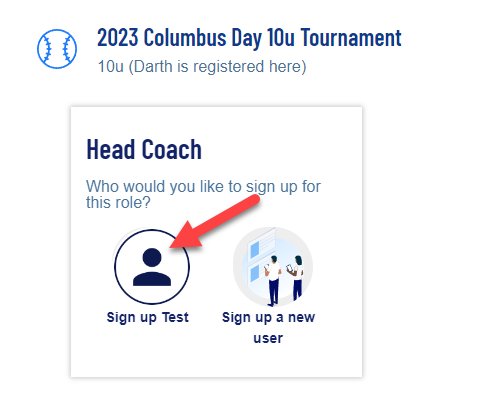 2023 Columbus Day 10u Tournament
10u (Darth is registered here)
Head Coach
Who would you like to sign up for
this role?
Sign up Test
Sign up a new
user